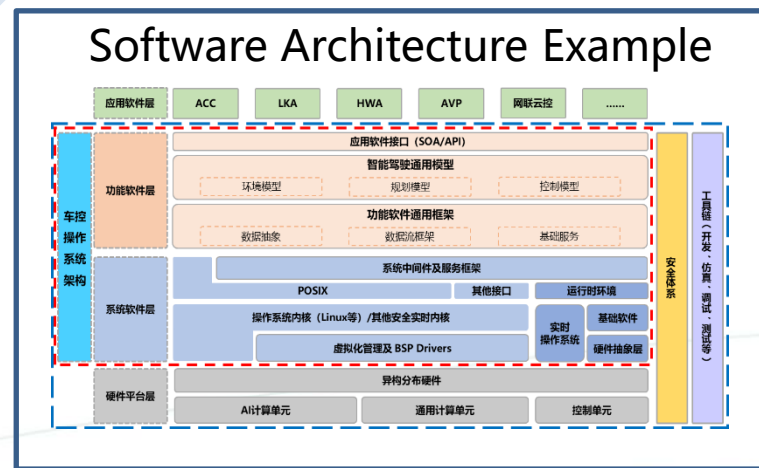 Software Architecture Example
应用软件层
ACC
LKA
HWA
AVP
网联云控
......
车控
操作
系统
架构
功能软件层
应用软件接口（SOA/API）
智能驾驶通用模型
环境模型
规划模型
控制模型
功能软件通用框架
数据抽象
数据流框架
基础服务
系统软件层
系统中间件及服务框架
POSIX
其他接口
运行时环境
操作系统内核（Linux等）/其他安全实时内核
虚拟化管理及 BSP Drivers
实时
操作系统
基础软件
硬件抽象层
硬件平台层
异构分布硬件
AI计算单元
通用计算单元
控制单元
安全体系
工具链（开发、仿真、调试、测试等）